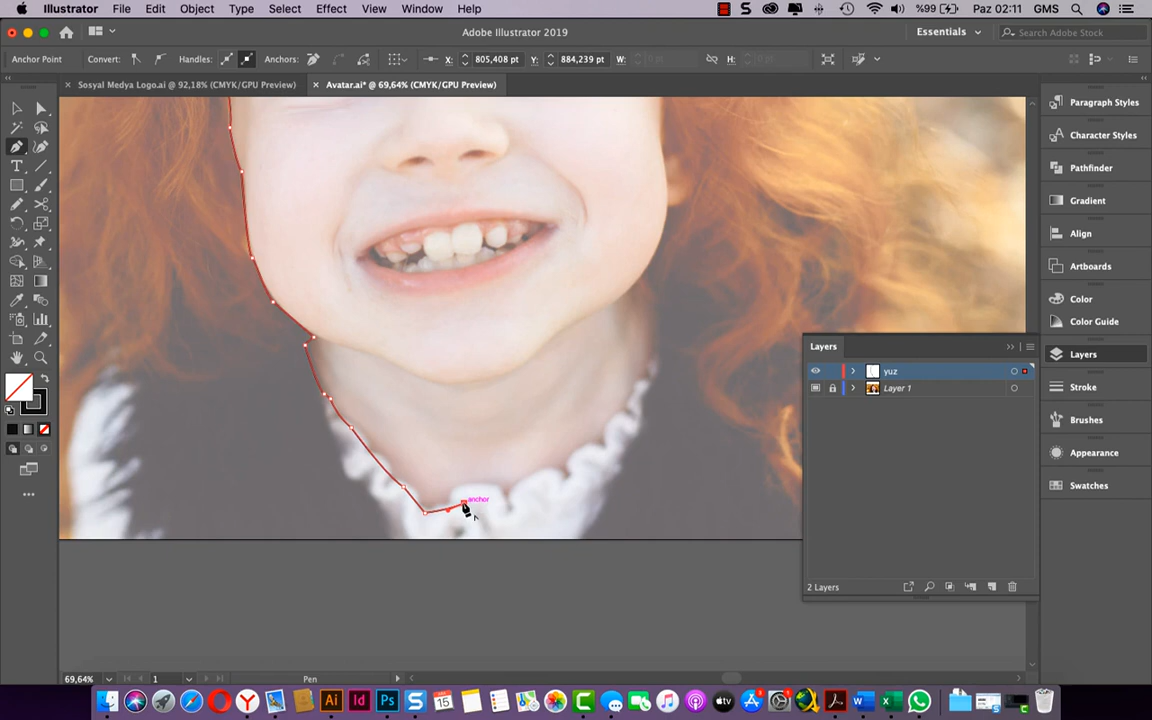 Illustrator File Edit Object Type Select Effect View Window Help %99 Paz 02:11 GMS
Adobe Illustrator 2019 Essentials Search Adobe Stock
Anchor Point Convert: Handles: Anchors: X: 805,408 pt Y: 884,239 pt W: H:
Sosyal Medya Logo.ai @ 92,18% (CMYK/GPU Preview) Avatar.ai* @ 69,64% (CMYK/GPU Preview)
Paragraph Styles
Character Styles
Pathfinder
Gradient
Align
Artboards
Color
Color Guide
Layers
Stroke
Brushes
Appearance
Swatches
Layers
yuz
Layer 1
2 Layers
anchor
69,64% 1 Pen